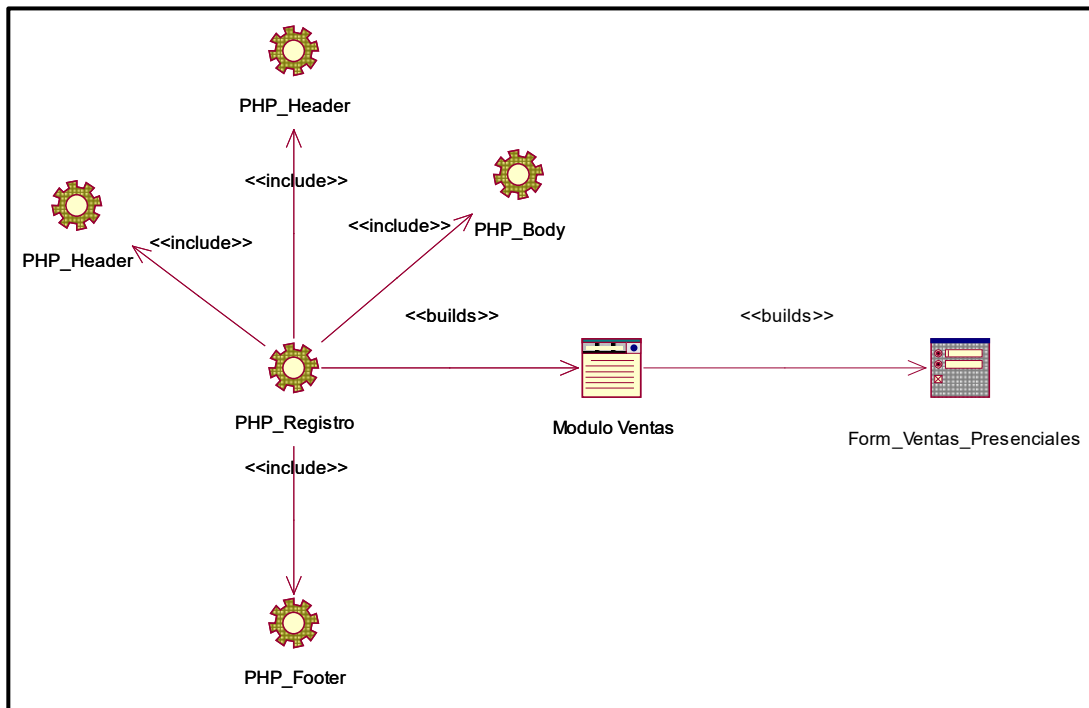 PHP_Header
<<include>>
PHP_Body
<<include>>
<<include>>
PHP_Header
<<builds>>
<<builds>>
PHP_Registro
Modulo Ventas
Form_Ventas_Presenciales
<<include>>
PHP_Footer